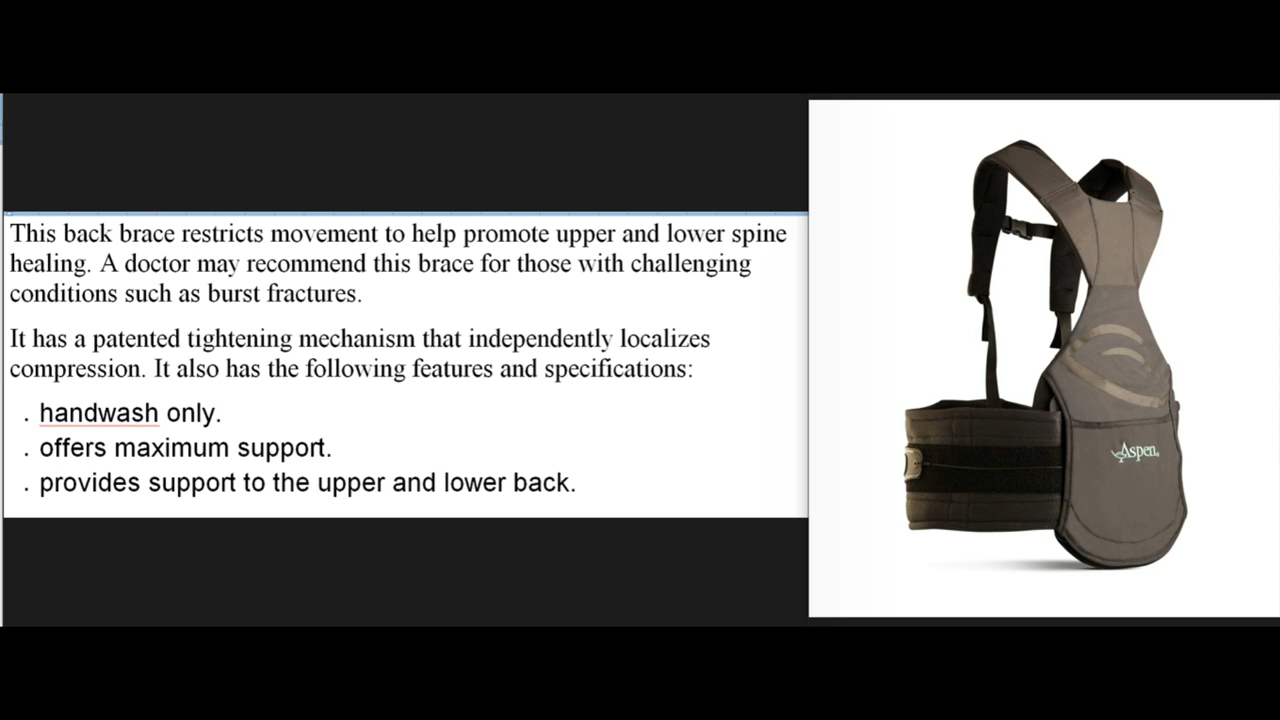 This back brace restricts movement to help promote upper and lower spine
healing. A doctor may recommend this brace for those with challenging
conditions such as burst fractures.
It has a patented tightening mechanism that independently localizes
compression. It also has the following features and specifications:
. handwash only.
. offers maximum support.
. provides support to the upper and lower back.
Aspen